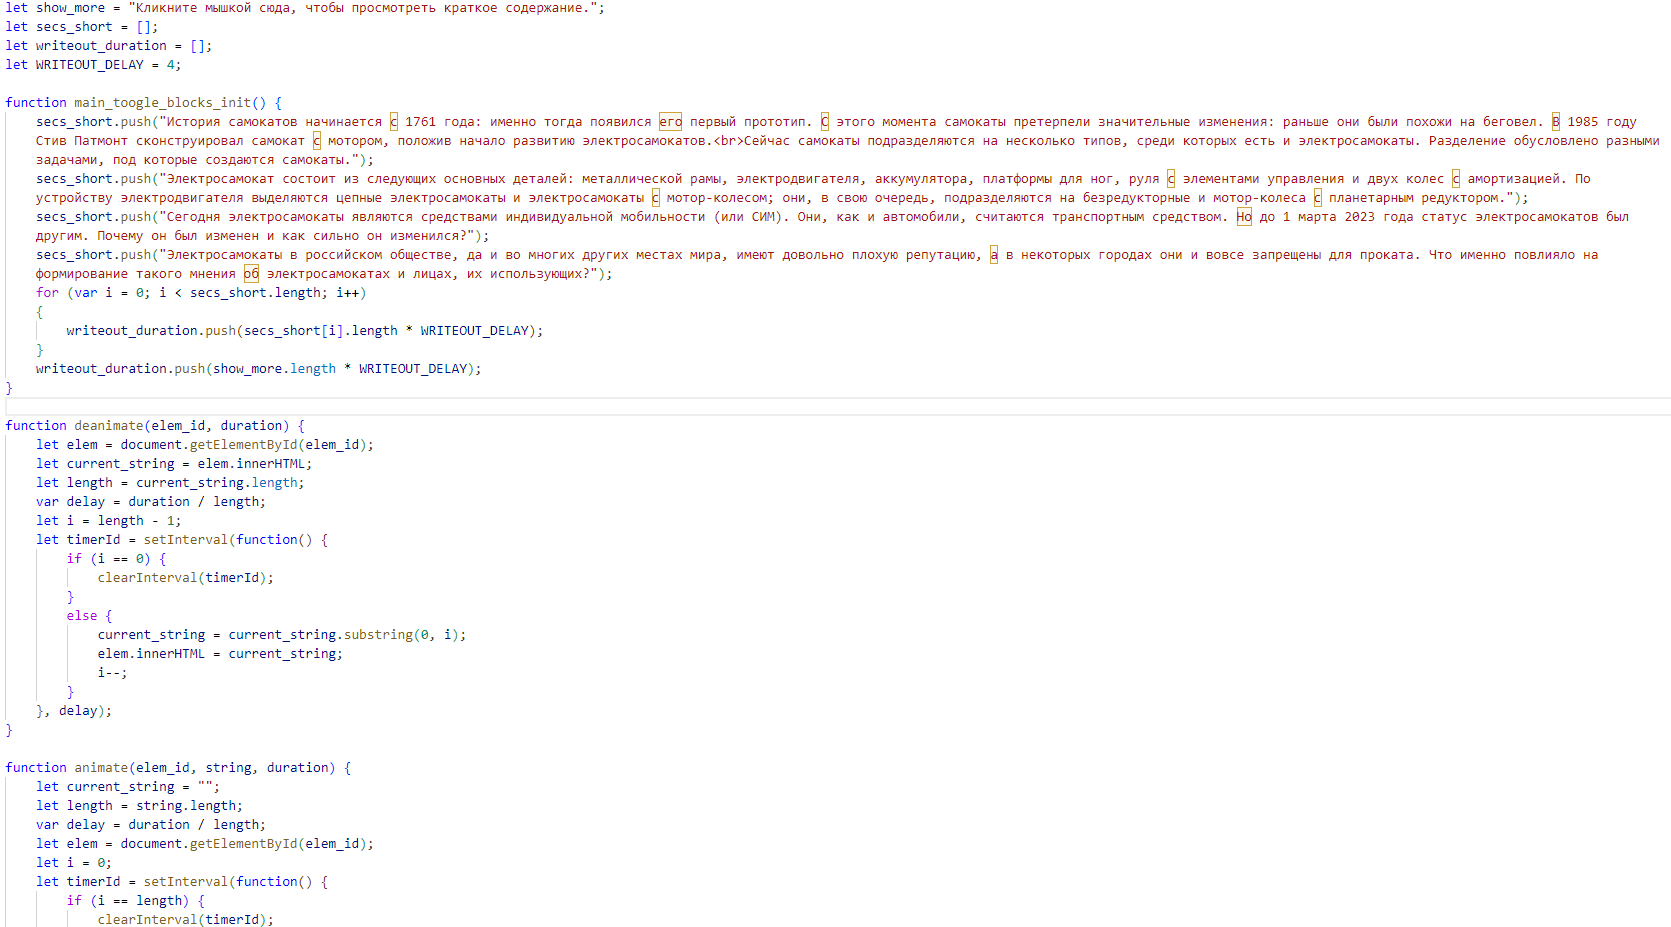 let show_more = "Кликните мышкой сюда, чтобы просмотреть краткое содержание.";
let secs_short = [];
let writeout_duration = [];
let WRITEOUT_DELAY = 4;
function main_toogle_blocks_init() {
secs_short.push("История самокатов начинается с 1761 года: именно тогда появился его первый прототип. С этого момента самокаты претерпели значительные изменения: раньше они были похожи на беговел. В 1985 году
Стив Патмонт сконструировал самокат с мотором, положив начало развитию электросамокатов.<br>Сейчас самокаты подразделяются на несколько типов, среди которых есть и электросамокаты. Разделение обусловлено разными
задачами, под которые создаются самокаты.");
secs_short.push("Электросамокат состоит из следующих основных деталей: металлической рамы, электродвигателя, аккумулятора, платформы для ног, руля с элементами управления и двух колес с амортизацией. По
устройству электродвигателя выделяются цепные электросамокаты и электросамокаты с мотор-колесом; они, в свою очередь, подразделяются на безредукторные и мотор-колеса с планетарным редуктором.");
secs_short.push("Сегодня электросамокаты являются средствами индивидуальной мобильности (или СИМ). Они, как и автомобили, считаются транспортным средством. Но до 1 марта 2023 года статус электросамокатов был
другим. Почему он был изменен и как сильно он изменился?");
secs_short.push("Электросамокаты в российском обществе, да и во многих других местах мира, имеют довольно плохую репутацию, а в некоторых городах они и вовсе запрещены для проката. Что именно повлияло на
формирование такого мнения об электросамокатах и лицах, их использующих?");
for (var i = 0; i < secs_short.length; i++)
{
writeout_duration.push(secs_short[i].length * WRITEOUT_DELAY);
}
writeout_duration.push(show_more.length * WRITEOUT_DELAY);
}
function deanimate(elem_id, duration) {
let elem = document.getElementById(elem_id);
let current_string = elem.innerHTML;
let length = current_string.length;
var delay = duration / length;
let i = length - 1;
let timerId = setInterval(function() {
if (i == 0) {
clearInterval(timerId);
}
else {
current_string = current_string.substring(0, i);
elem.innerHTML = current_string;
i--;
}
}, delay);
}
function animate(elem_id, string, duration) {
let current_string = "";
let length = string.length;
var delay = duration / length;
let elem = document.getElementById(elem_id);
let i = 0;
let timerId = setInterval(function() {
if (i == length) {
clearInterval(timerId);